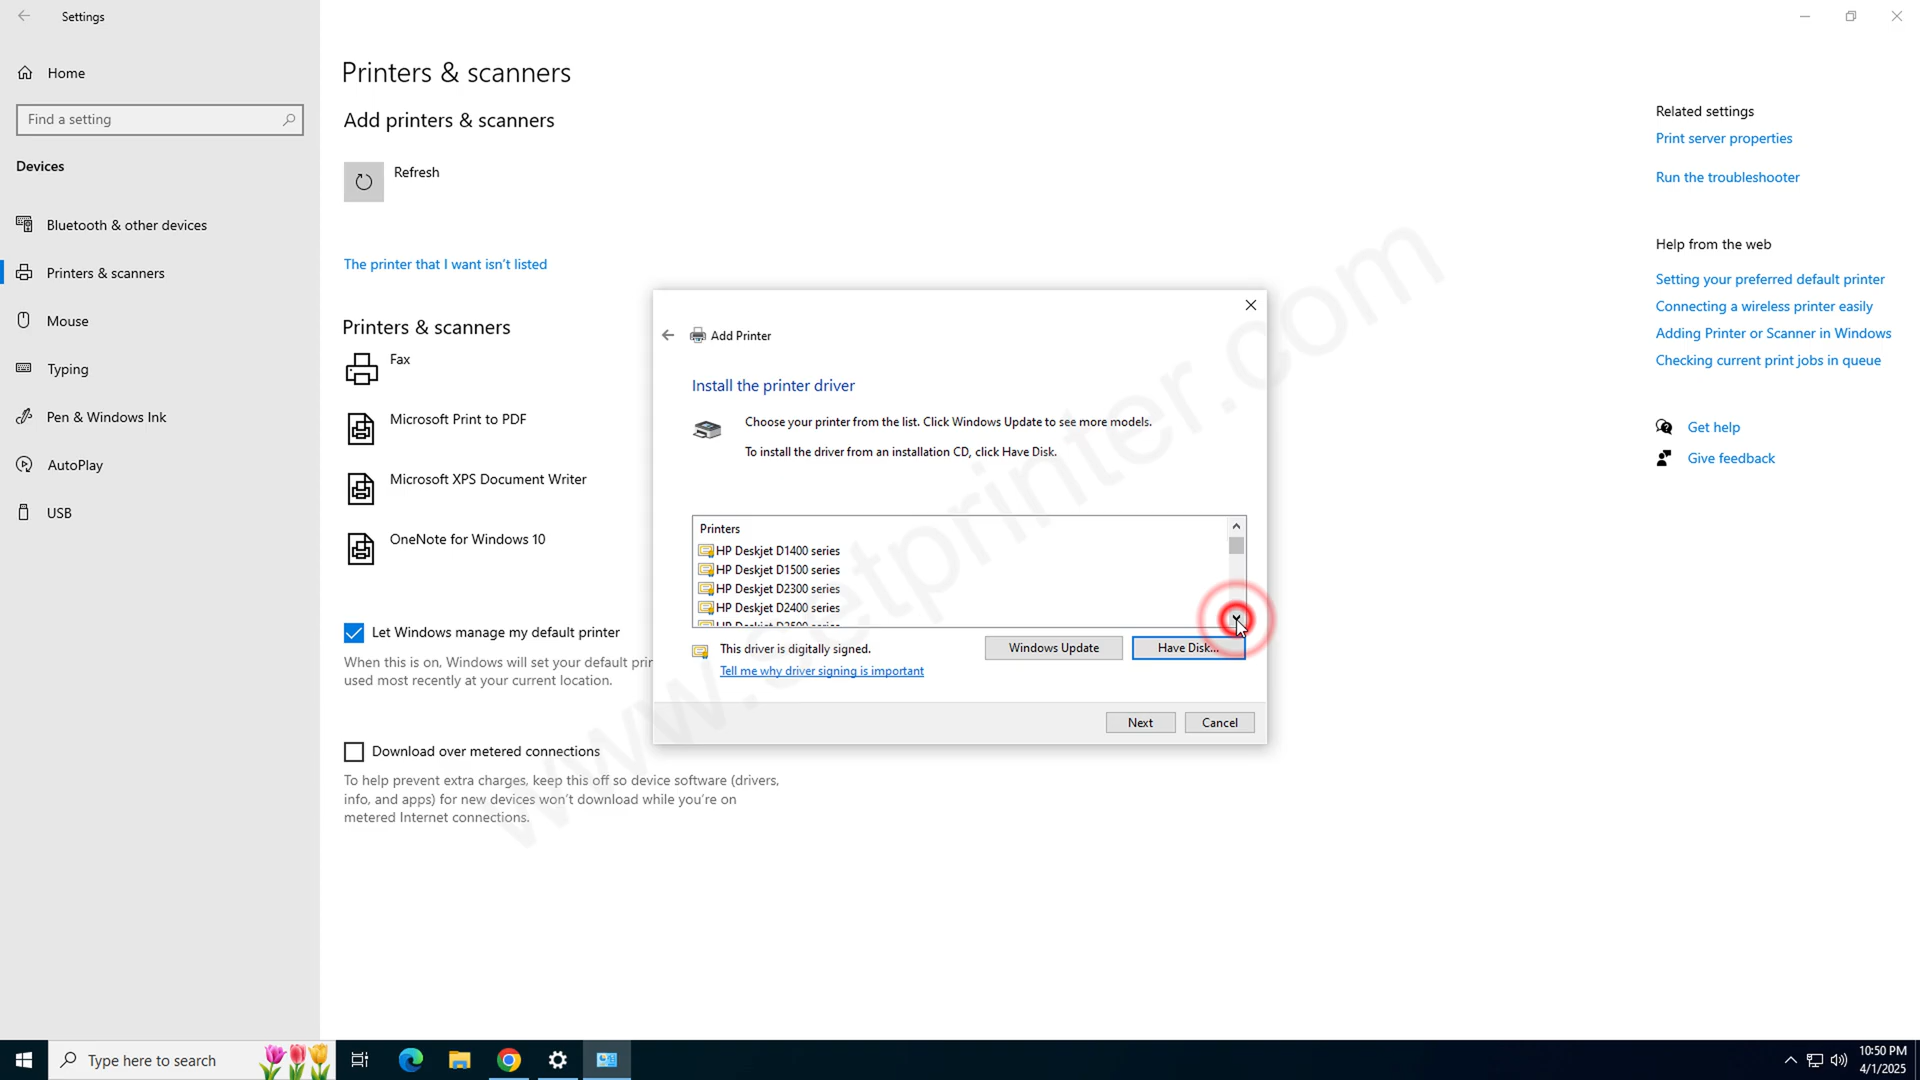 Settings
Home
Find a setting
Devices
Bluetooth & other devices
Printers & scanners
Mouse
Typing
Pen & Windows Ink
AutoPlay
USB
Printers & scanners
Add printers & scanners
Refresh
The printer that I want isn't listed
Printers & scanners
Fax
Microsoft Print to PDF
Microsoft XPS Document Writer
OneNote for Windows 10
Let Windows manage my default printer
When this is on, Windows will set your default prin
used most recently at your current location.
Download over metered connections
To help prevent extra charges, keep this off so device software (drivers,
info, and apps) for new devices won't download while you're on
metered Internet connections.
Add Printer
Install the printer driver
Choose your printer from the list. Click Windows Update to see more models.
To install the driver from an installation CD, click Have Disk.
Printers
HP Deskjet D1400 series
HP Deskjet D1500 series
HP Deskjet D2300 series
HP Deskjet D2400 series
HP Deskjet D2500 series
This driver is digitally signed.
Tell me why driver signing is important
Windows Update
Have Disk...
Next
Cancel
Related settings
Print server properties
Run the troubleshooter
Help from the web
Setting your preferred default printer
Connecting a wireless printer easily
Adding Printer or Scanner in Windows
Checking current print jobs in queue
Get help
Give feedback
www.setprinter.com
Type here to search
10:50 PM
4/1/2025